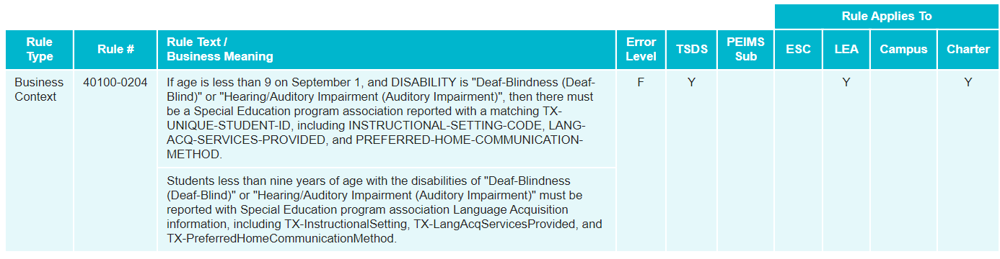 Rule Applies To
Rule
Type
Rule #
Rule Text /
Business Meaning
Error
Level
TSDS
PEIMS
Sub
ESC
LEA
Campus
Charter
Business
Context
40100-0204
If age is less than 9 on September 1, and DISABILITY is "Deaf-Blindness (Deaf-
Blind)" or "Hearing/Auditory Impairment (Auditory Impairment)", then there must
be a Special Education program association reported with a matching TX-
UNIQUE-STUDENT-ID, including INSTRUCTIONAL-SETTING-CODE, LANG-
ACQ-SERVICES-PROVIDED, and PREFERRED-HOME-COMMUNICATION-
METHOD.
F
Y
Y
Y
Students less than nine years of age with the disabilities of "Deaf-Blindness
(Deaf-Blind)" or "Hearing/Auditory Impairment (Auditory Impairment)" must be
reported with Special Education program association Language Acquisition
information, including TX-InstructionalSetting, TX-LangAcqServicesProvided, and
TX-PreferredHomeCommunicationMethod.